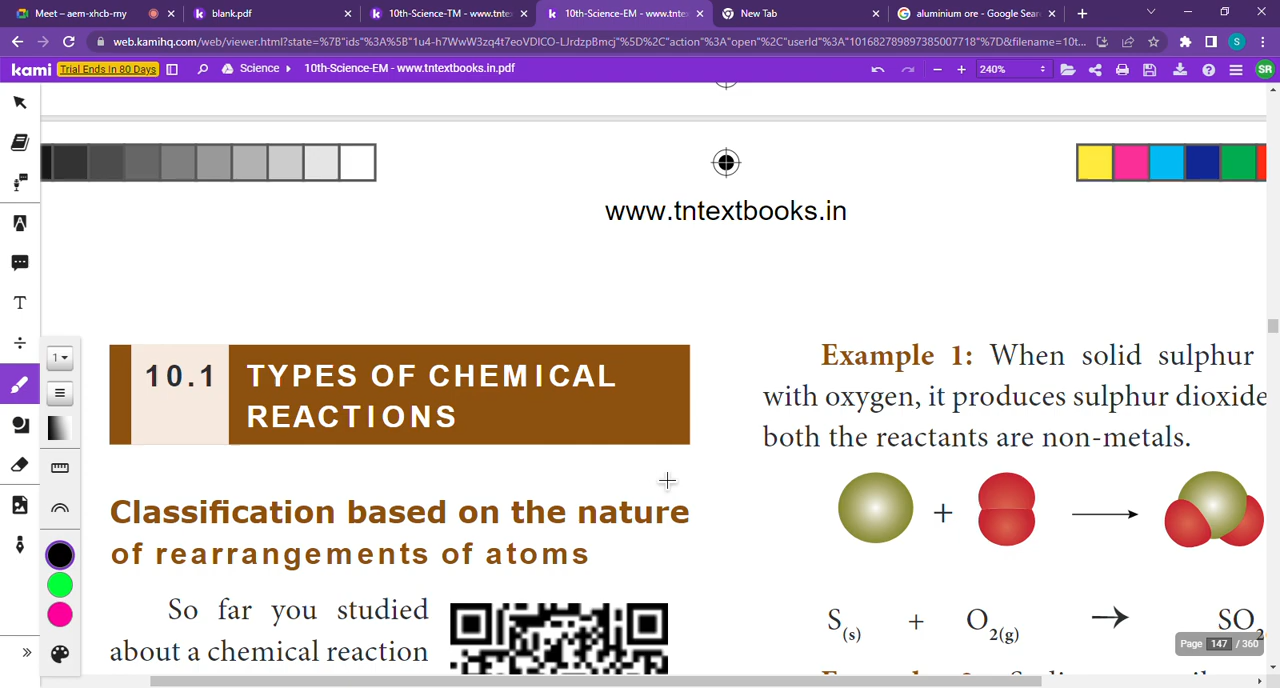 Meet – aem-xhcb-rny
blank.pdf
10th-Science-TM - www.tnte
10th-Science-EM - www.tnte
New Tab
aluminium ore - Google Sear
web.kamihq.com/web/viewer.html?state=%7B"ids"%3A%5B"1u4-h7WwW3zq4t7eoVDICO-LJrdzpBmcj"%5D%2C"action"%3A"open"%2C"userId"%3A"101682789897385007718"%7D&filename=10t...
S
kami
Trial Ends In 80 Days
Science
10th-Science-EM - www.tntextbooks.in.pdf
240%
SR
www.tntextbooks.in
1
10.1 TYPES OF CHEMICAL
REACTIONS
Classification based on the nature
of rearrangements of atoms
So far you studied
about a chemical reaction
Example 1: When solid sulphur
with oxygen, it produces sulphur dioxide
both the reactants are non-metals.
+
S(s) + O2(g) → SO2
Page 147 / 360